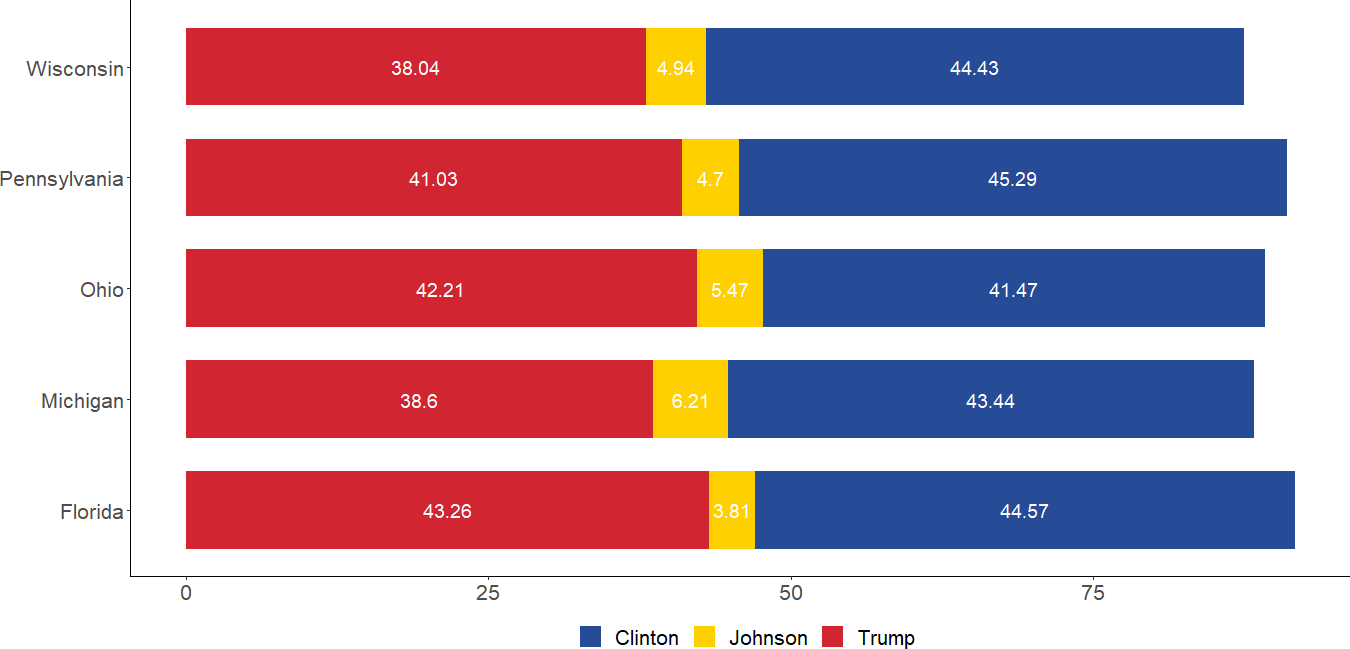 Wisconsin 38.04 4.94 44.43
Pennsylvania 41.03 4.7 45.29
Ohio 42.21 5.47 41.47
Michigan 38.6 6.21 43.44
Florida 43.26 3.81 44.57
0 25 50 75
Clinton Johnson Trump